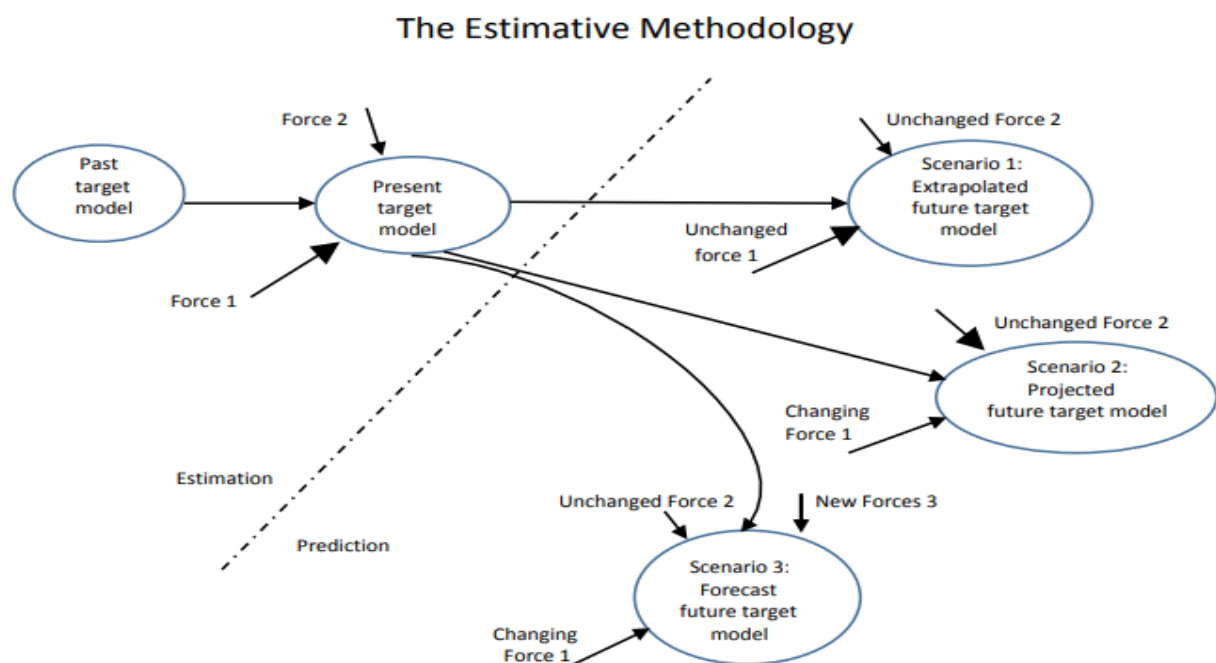 The Estimative Methodology
Force 2
Unchanged Force 2
Past
target
model
Present
target
model
Scenario 1:
Extrapolated
future target
model
Unchanged
force 1
Force 1
Unchanged Force 2
Scenario 2:
Projected
future target model
Changing
Force 1
Estimation
Unchanged Force 2
New Forces 3
Prediction
Scenario 3:
Forecast
future target
model
Changing
Force 1